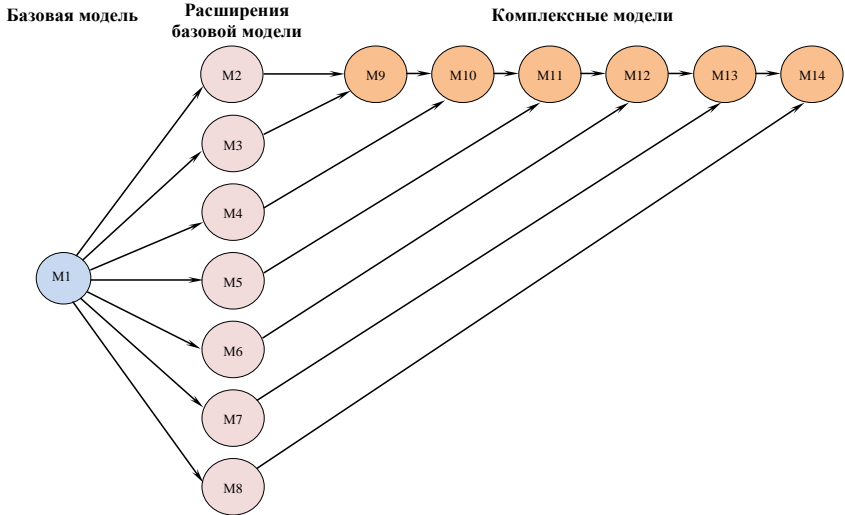 Базовая модель
Расширения
базовой модели
Комплексные модели
M2
M9
M10
M11
M12
M13
M14
M3
M4
M1
M5
M6
M7
M8